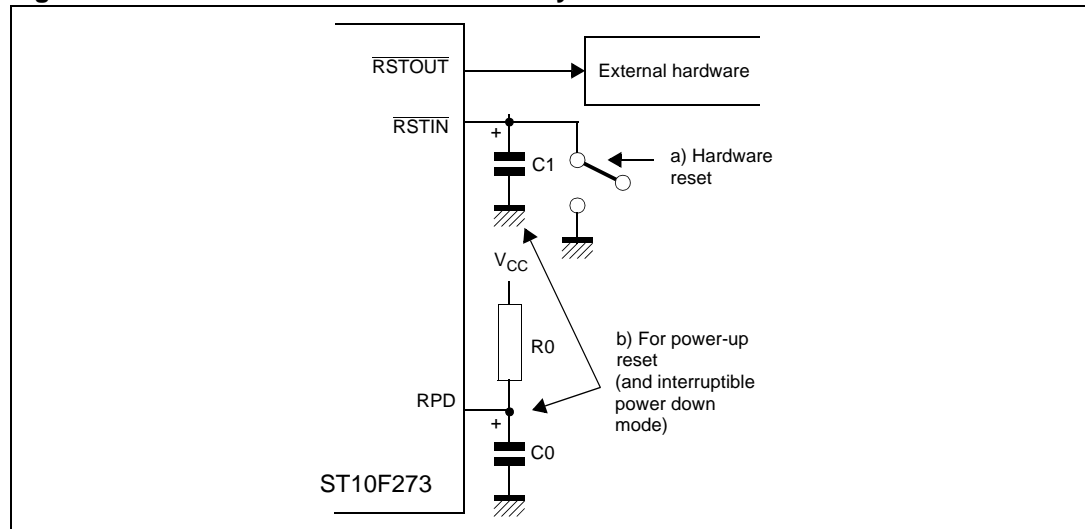 RSTOUT
External hardware
RSTIN
+
C1
a) Hardware
reset
VCC
R0
b) For power-up
reset
(and interruptible
power down
mode)
RPD
+
C0
ST10F273